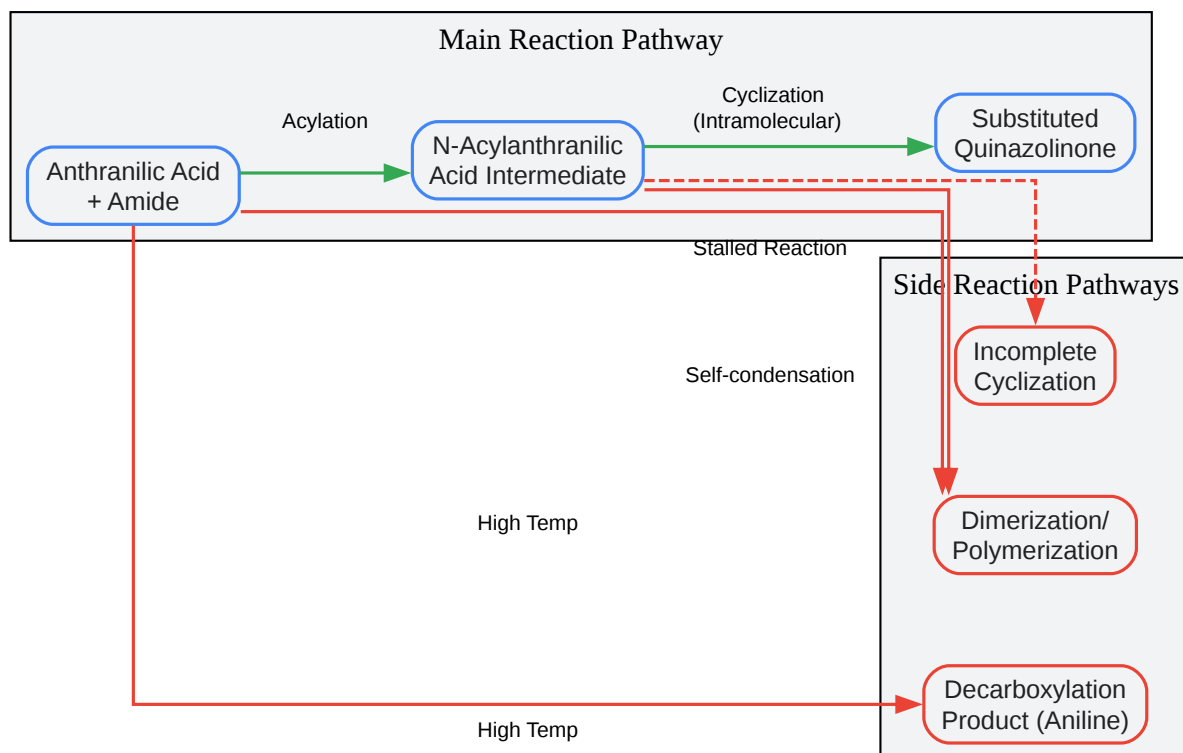 Main Reaction Pathway
Acylation
Cyclization
(Intramolecular)
Anthranilic Acid
+ Amide
N-Acylanthranilic
Acid Intermediate
Substituted
Quinazolinone
Stalled Reaction
Side Reaction Pathways
Incomplete
Cyclization
Self-condensation
High Temp
Dimerization/
Polymerization
Decarboxylation
Product (Aniline)
High Temp